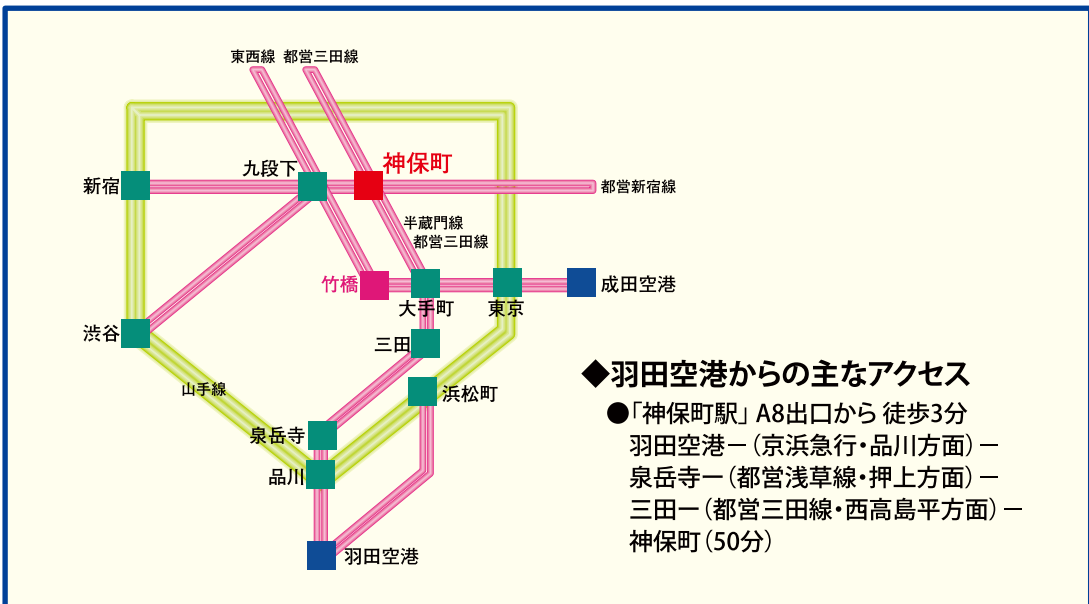 東西線 都営三田線
九段下
神保町
新宿
都営新宿線
半蔵門線
都営三田線
竹橋
成田空港
大手町
東京
渋谷
三田
山手線
浜松町
泉岳寺
品川
羽田空港
◆羽田空港からの主なアクセス
●「神保町駅」A8出口から 徒歩3分
羽田空港ー（京浜急行・品川方面）ー
泉岳寺ー（都営浅草線・押上方面）ー
三田ー（都営三田線・西高島平方面）ー
神保町（50分）